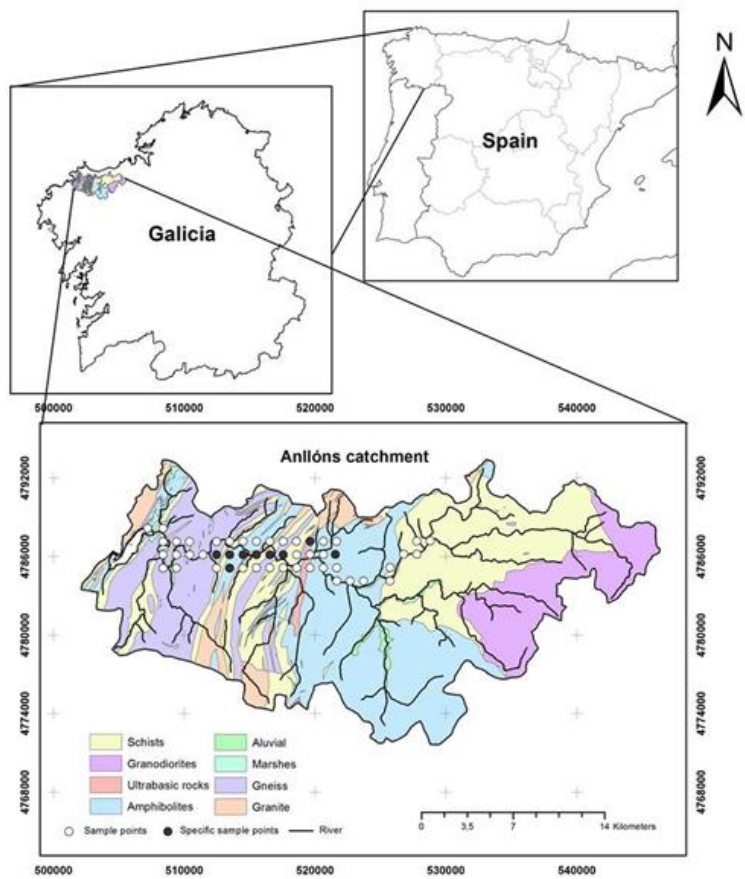 N
Spain
Galicia
500000 510000 520000 530000 540000
Anllóns catchment
4792000 4792000
4786000 4786000
4780000 4780000
4774000 4774000
4768000 4768000
Schists Aluvial
Granodiorites Marshes
Ultrabasic rocks Gneiss
Amphibolites Granite
Sample points Specific sample points River
0 3,5 7 14 Kilometers
500000 510000 520000 530000 540000